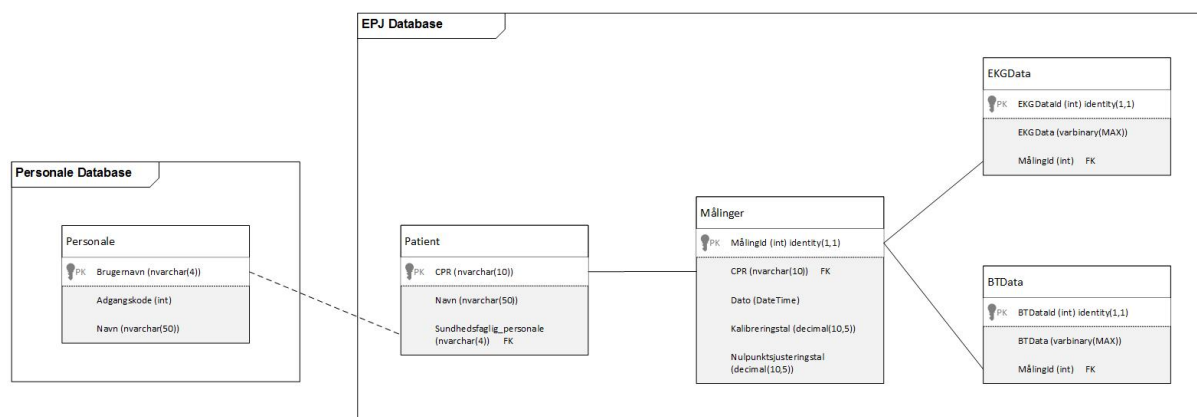 EPJ Database
EKGData
PK EKGDataId (int) identity(1,1)
EKGData (varbinary(MAX))
MålingId (int) FK
Personale Database
Personale
PK Brugernavn (nvarchar(4))
Adgangskode (int)
Navn (nvarchar(50))
Patient
PK CPR (nvarchar(10))
Navn (nvarchar(50))
Sundhedsfaglig_personale
(nvarchar(4)) FK
Målinger
PK MålingId (int) identity(1,1)
CPR (nvarchar(10)) FK
Dato (DateTime)
Kalibreringstal (decimal(10,5))
Nulpunktsjusteringstal
(decimal(10,5))
BTData
PK BTDataId (int) identity(1,1)
BTData (varbinary(MAX))
MålingId (int) FK